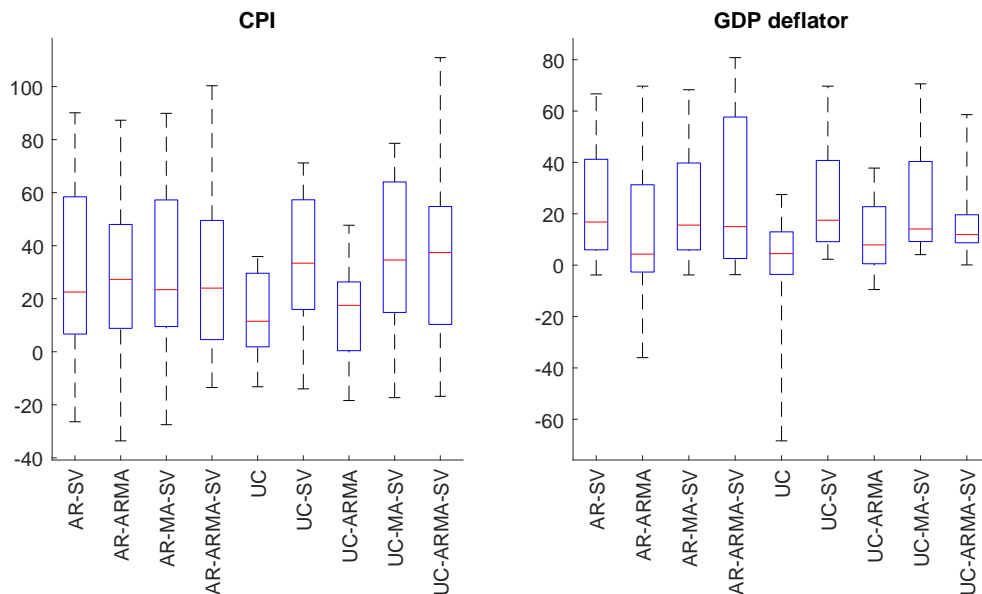 CPI
100
80
60
40
20
0
-20
-40
AR-SV
AR-ARMA
AR-MA-SV
AR-ARMA-SV
UC
UC-SV
UC-ARMA
UC-MA-SV
UC-ARMA-SV
GDP deflator
80
60
40
20
0
-20
-40
-60
AR-SV
AR-ARMA
AR-MA-SV
AR-ARMA-SV
UC
UC-SV
UC-ARMA
UC-MA-SV
UC-ARMA-SV